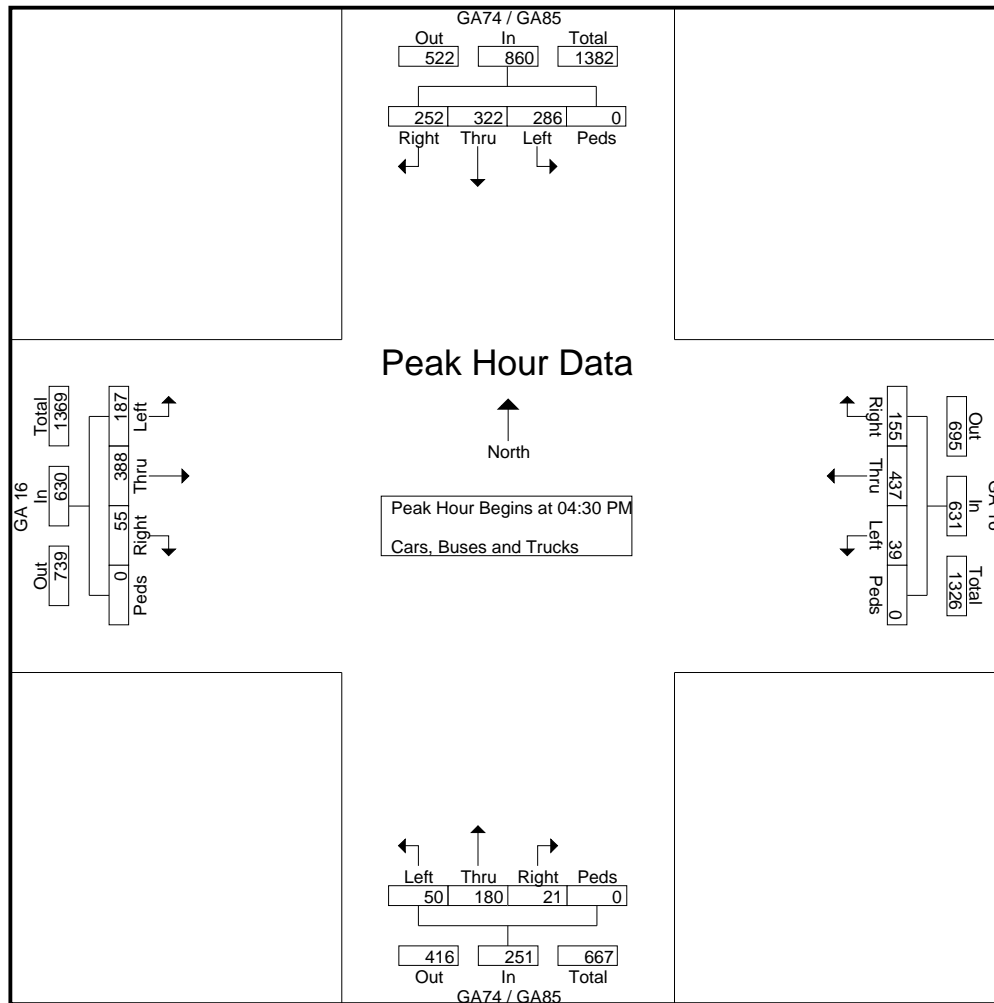 GA74 / GA85
Out In Total
522 860 1382
252 322 286 0
Right Thru Left Peds
Peak Hour Data
North
Peak Hour Begins at 04:30 PM
Cars, Buses and Trucks
GA 16
Total In Out
1369 630 739
187 388 55 0
Left Thru Right Peds
Right Thru Left Peds
155 437 39 0
Out In Total
695 631 1326
Left Thru Right Peds
50 180 21 0
416 251 667
Out In Total
GA74 / GA85